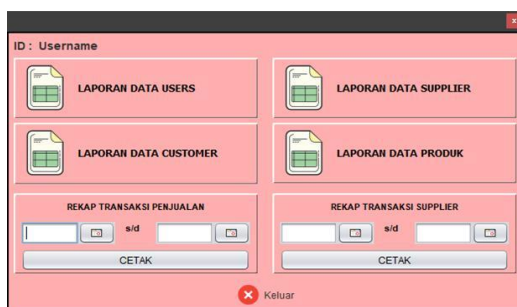 ID : Username
LAPORAN DATA USERS
LAPORAN DATA SUPPLIER
LAPORAN DATA CUSTOMER
LAPORAN DATA PRODUK
REKAP TRANSAKSI PENJUALAN
s/d
CETAK
REKAP TRANSAKSI SUPPLIER
s/d
CETAK
Keluar